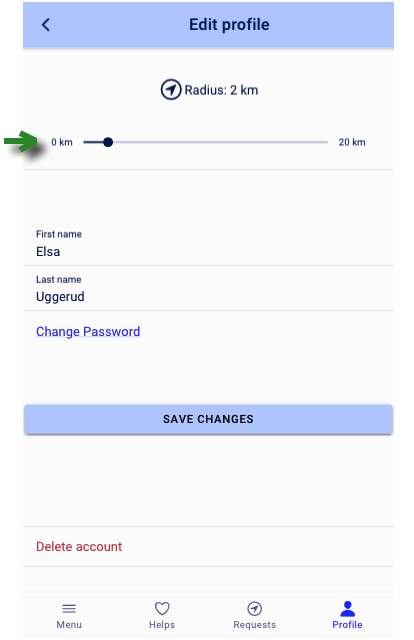 Edit profile
Radius: 2 km
0 km 20 km
First name
Elsa
Last name
Uggerud
Change Password
SAVE CHANGES
Delete account
Menu Helps Requests Profile